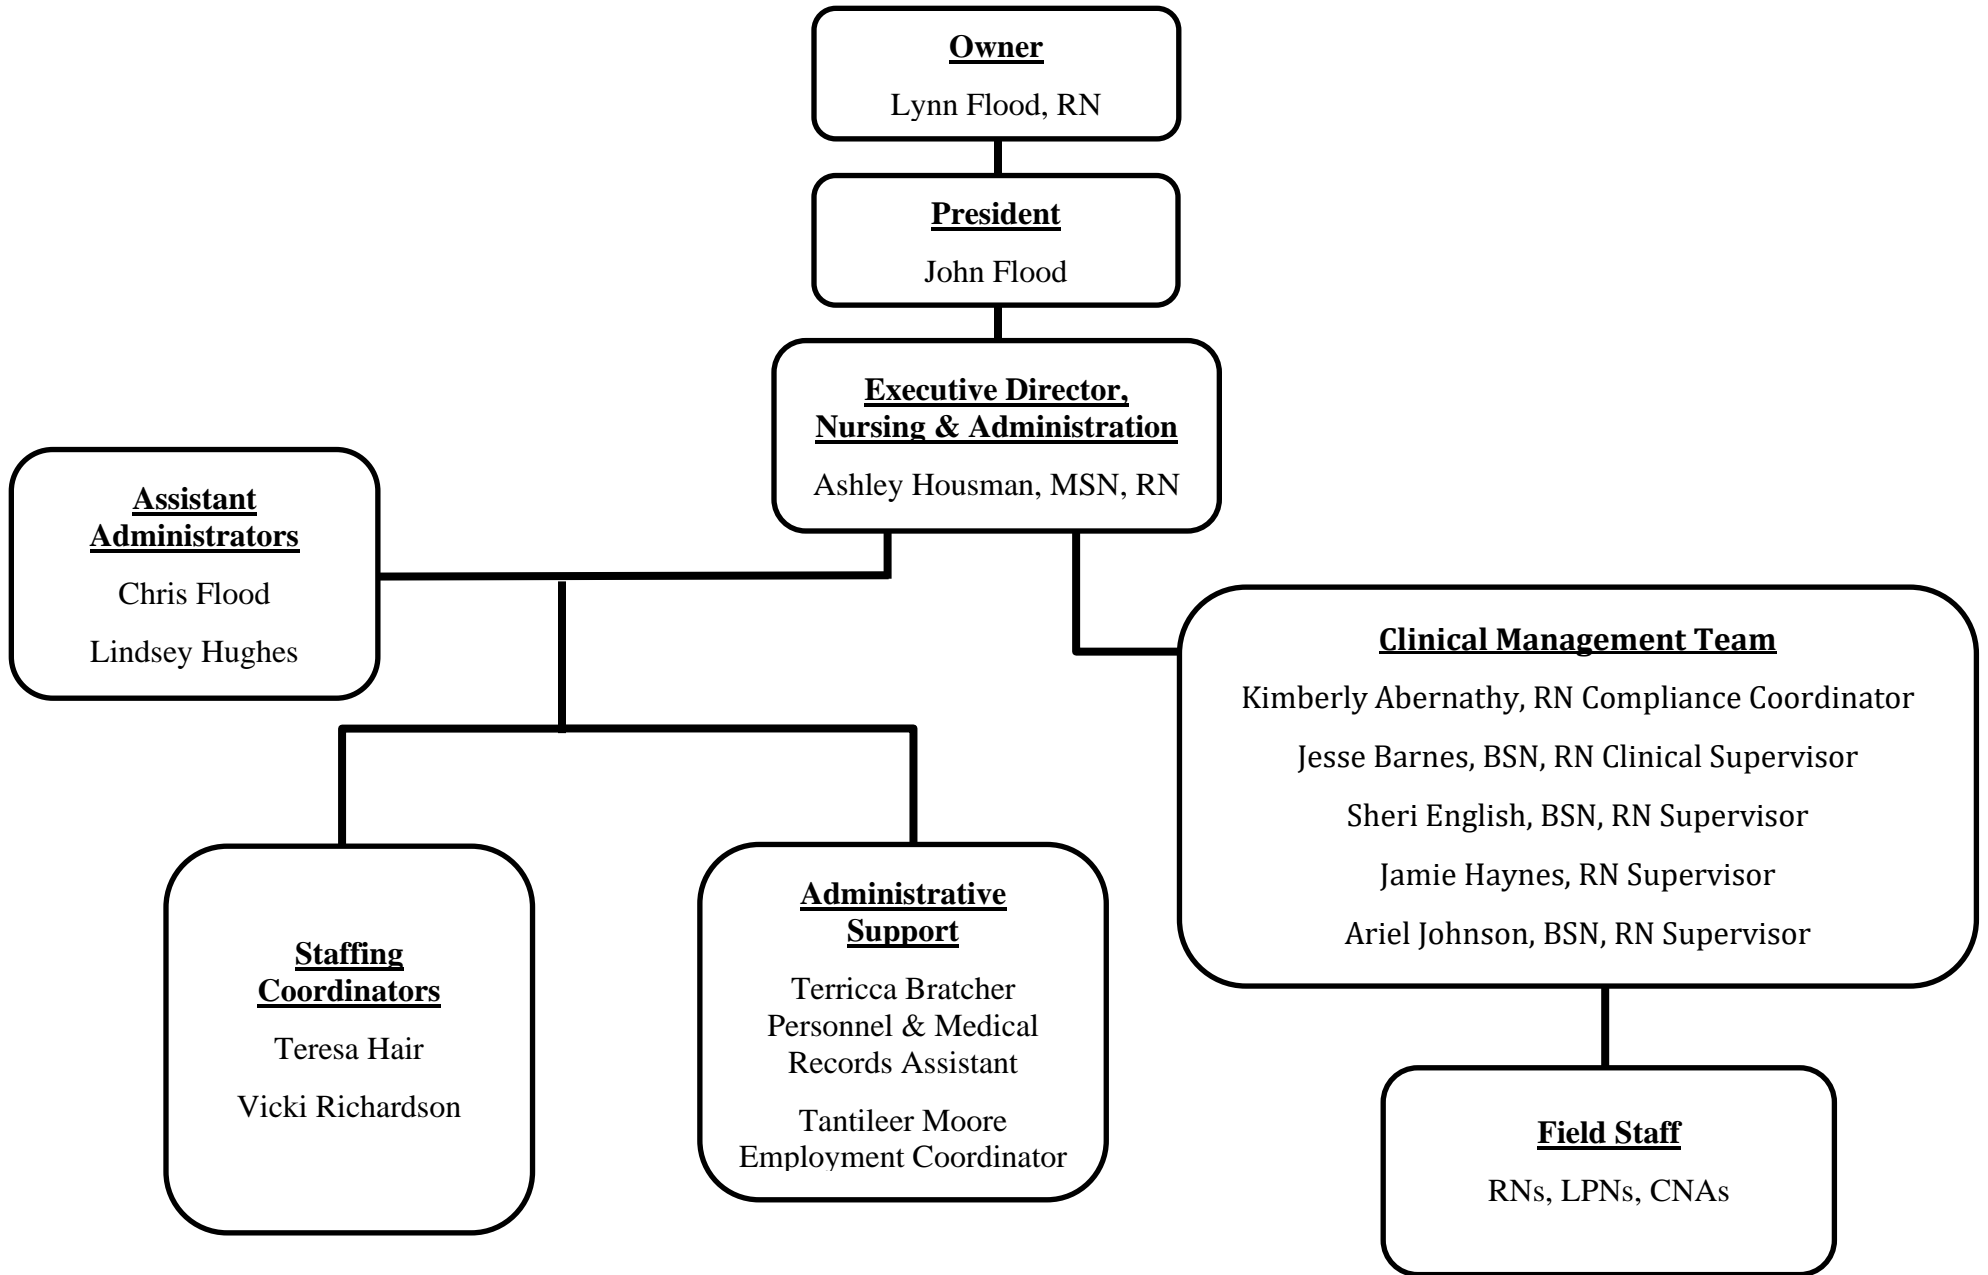 Owner
Lynn Flood, RN
President
John Flood
Executive Director,
Nursing & Administration
Ashley Housman, MSN, RN
Assistant
Administrators
Chris Flood
Lindsey Hughes
Clinical Management Team
Kimberly Abernathy, RN Compliance Coordinator
Jesse Barnes, BSN, RN Clinical Supervisor
Sheri English, BSN, RN Supervisor
Jamie Haynes, RN Supervisor
Ariel Johnson, BSN, RN Supervisor
Staffing
Coordinators
Teresa Hair
Vicki Richardson
Administrative
Support
Terricca Bratcher
Personnel & Medical
Records Assistant
Tantileer Moore
Employment Coordinator
Field Staff
RNs, LPNs, CNAs